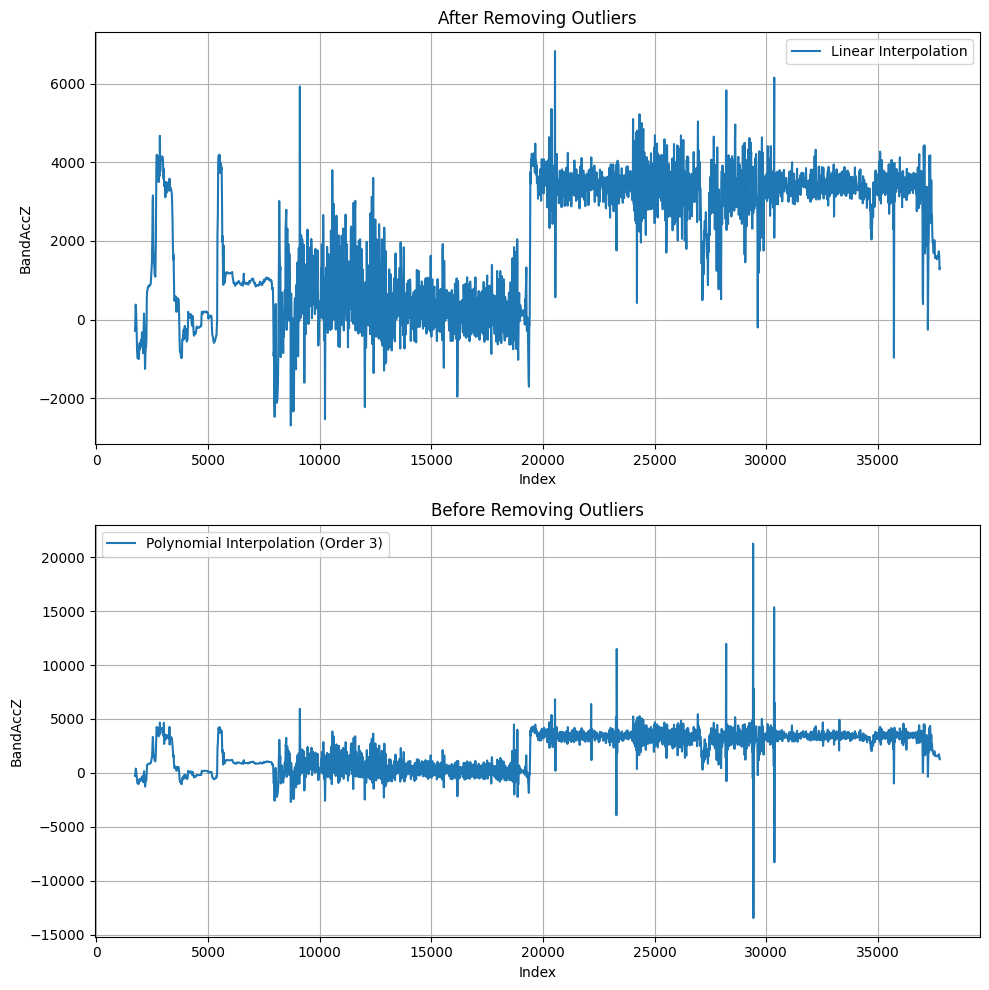 After Removing Outliers
Linear Interpolation
6000
4000
2000
0
−2000
BandAccZ
0 5000 10000 15000 20000 25000 30000 35000
Index
Before Removing Outliers
Polynomial Interpolation (Order 3)
20000
15000
10000
5000
0
−5000
−10000
−15000
BandAccZ
0 5000 10000 15000 20000 25000 30000 35000
Index